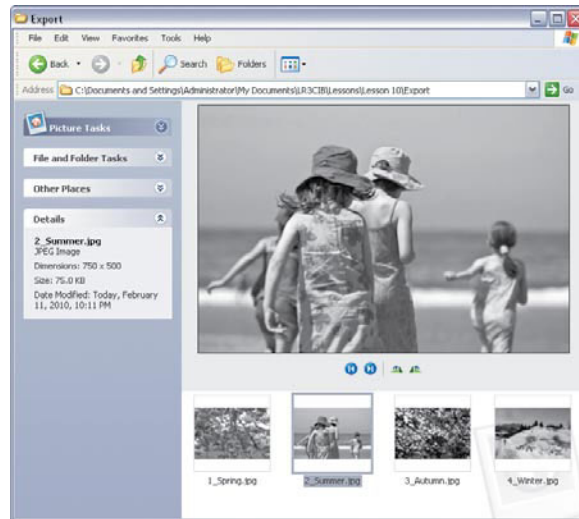 Export
File Edit View Favorites Tools Help
Back Search Folders
Address C:\Documents and Settings\Administrator\My Documents\LR3CIB\Lessons\Lesson 10\Export Go
Picture Tasks
File and Folder Tasks
Other Places
Details
2_Summer.jpg
JPEG Image
Dimensions: 750 x 500
Size: 75.0 KB
Date Modified: Today, February
11, 2010, 10:11 PM
1_Spring.jpg 2_Summer.jpg 3_Autumn.jpg 4_Winter.jpg